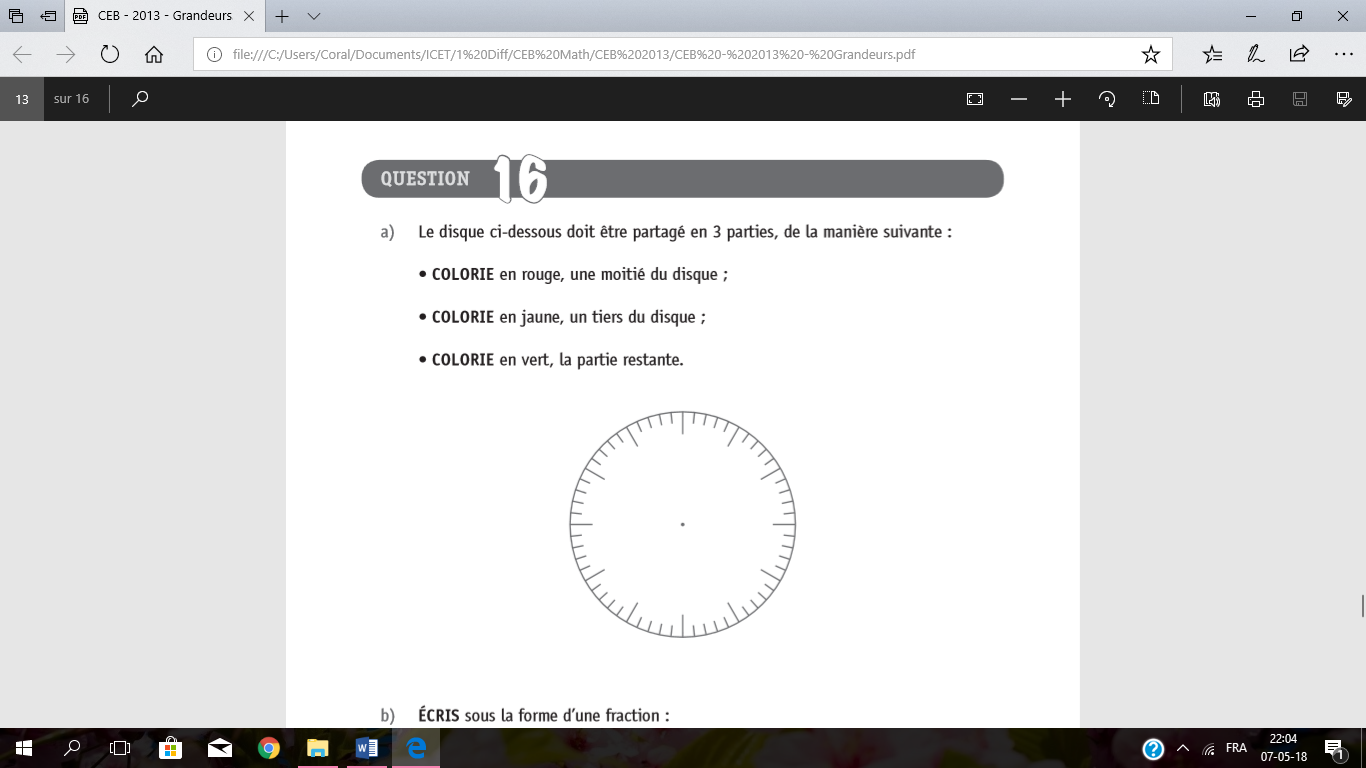 CEB - 2013 - Grandeurs.
file:///C:/Users/Coral/Documents/ICET/1%20Diff/CEB%20Math/CEB%202013/CEB%20-%202013%20-%20Grandeurs.pdf
13 sur 16
QUESTION 16
a) Le disque ci-dessous doit être partagé en 3 parties, de la manière suivante :
• COLORIE en rouge, une moitié du disque ;
• COLORIE en jaune, un tiers du disque ;
• COLORIE en vert, la partie restante.
b) ÉCRIS sous la forme d'une fraction :
FRA
22:04
07-05-18
1